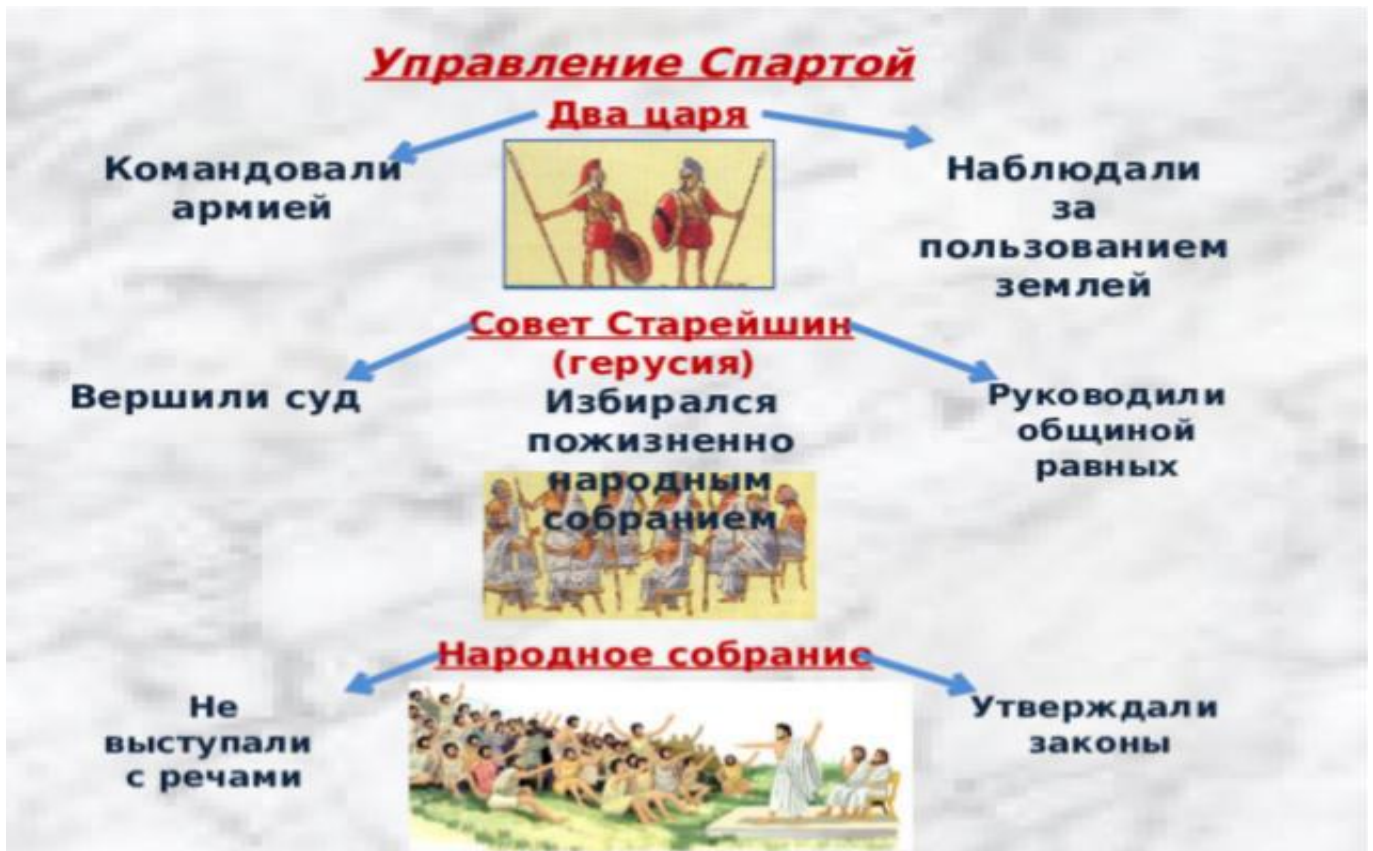 Управление Спартой
Два царя
Командовали
армией
Наблюдали
за
пользованием
землей
Совет Старейшин
(герусия)
Избирался
пожизненно
народным
собранием
Вершили суд
Руководили
общиной
равных
Народное собрание
Не
выступали
с речами
Утверждали
законы